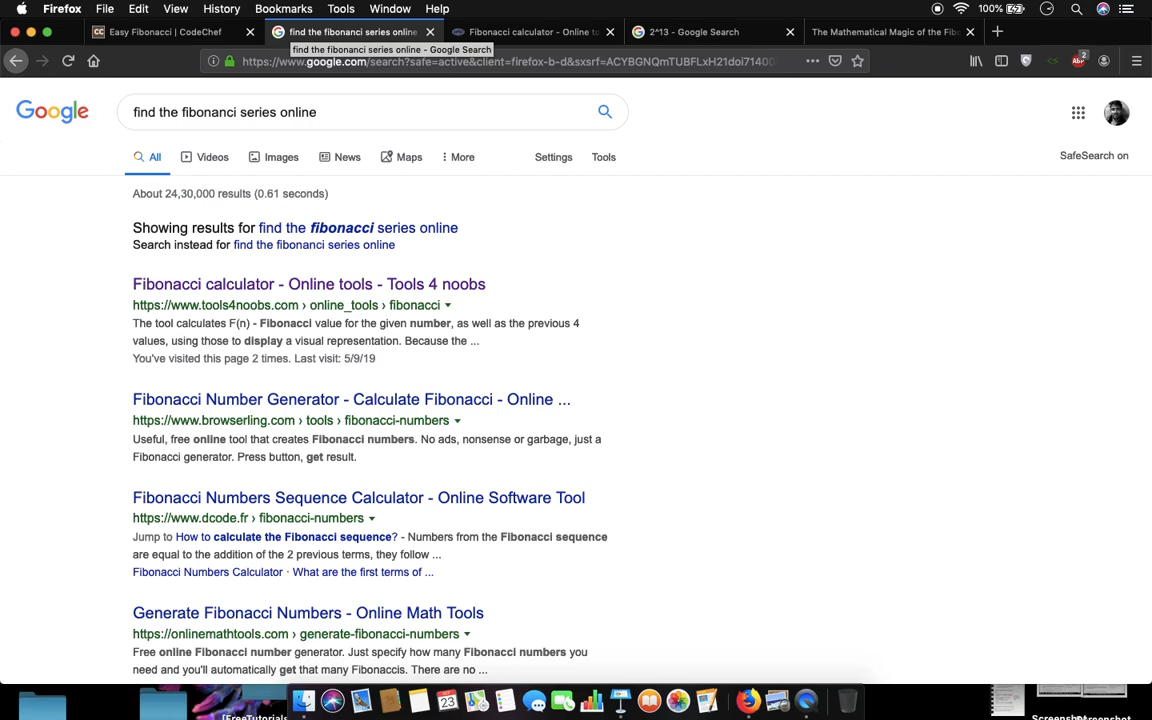 Firefox File Edit View History Bookmarks Tools Window Help 100%
Easy Fibonacci | CodeChef find the fibonanci series online Fibonacci calculator - Online to 2^13 - Google Search The Mathematical Magic of the Fib
find the fibonanci series online - Google Search
https://www.google.com/search?safe=active&client=firefox-b-d&sxsrf=ACYBGNQmTUBFLxH21doi71400
ABP 2
Google find the fibonanci series online
All Videos Images News Maps More Settings Tools SafeSearch on
About 24,30,000 results (0.61 seconds)
Showing results for find the fibonacci series online
Search instead for find the fibonanci series online
Fibonacci calculator - Online tools - Tools 4 noobs
https://www.tools4noobs.com › online_tools › fibonacci
The tool calculates F(n) - Fibonacci value for the given number, as well as the previous 4
values, using those to display a visual representation. Because the ...
You've visited this page 2 times. Last visit: 5/9/19
Fibonacci Number Generator - Calculate Fibonacci - Online ...
https://www.browserling.com › tools › fibonacci-numbers
Useful, free online tool that creates Fibonacci numbers. No ads, nonsense or garbage, just a
Fibonacci generator. Press button, get result.
Fibonacci Numbers Sequence Calculator - Online Software Tool
https://www.dcode.fr › fibonacci-numbers
Jump to How to calculate the Fibonacci sequence? - Numbers from the Fibonacci sequence
are equal to the addition of the 2 previous terms, they follow ...
Fibonacci Numbers Calculator · What are the first terms of ...
Generate Fibonacci Numbers - Online Math Tools
https://onlinemathtools.com › generate-fibonacci-numbers
Free online Fibonacci number generator. Just specify how many Fibonacci numbers you
need and you'll automatically get that many Fibonaccis. There are no ...
23
[FreeTutorials